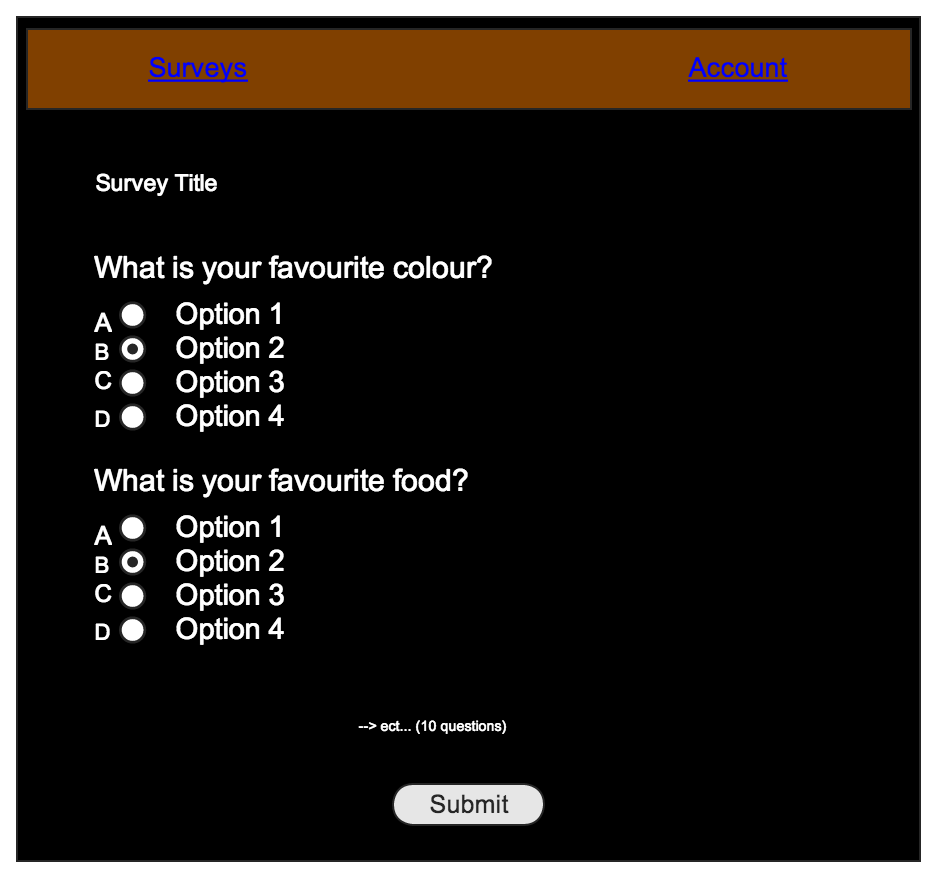 Surveys Account
Survey Title
What is your favourite colour?
A Option 1
B Option 2
C Option 3
D Option 4
What is your favourite food?
A Option 1
B Option 2
C Option 3
D Option 4
--> ect... (10 questions)
Submit